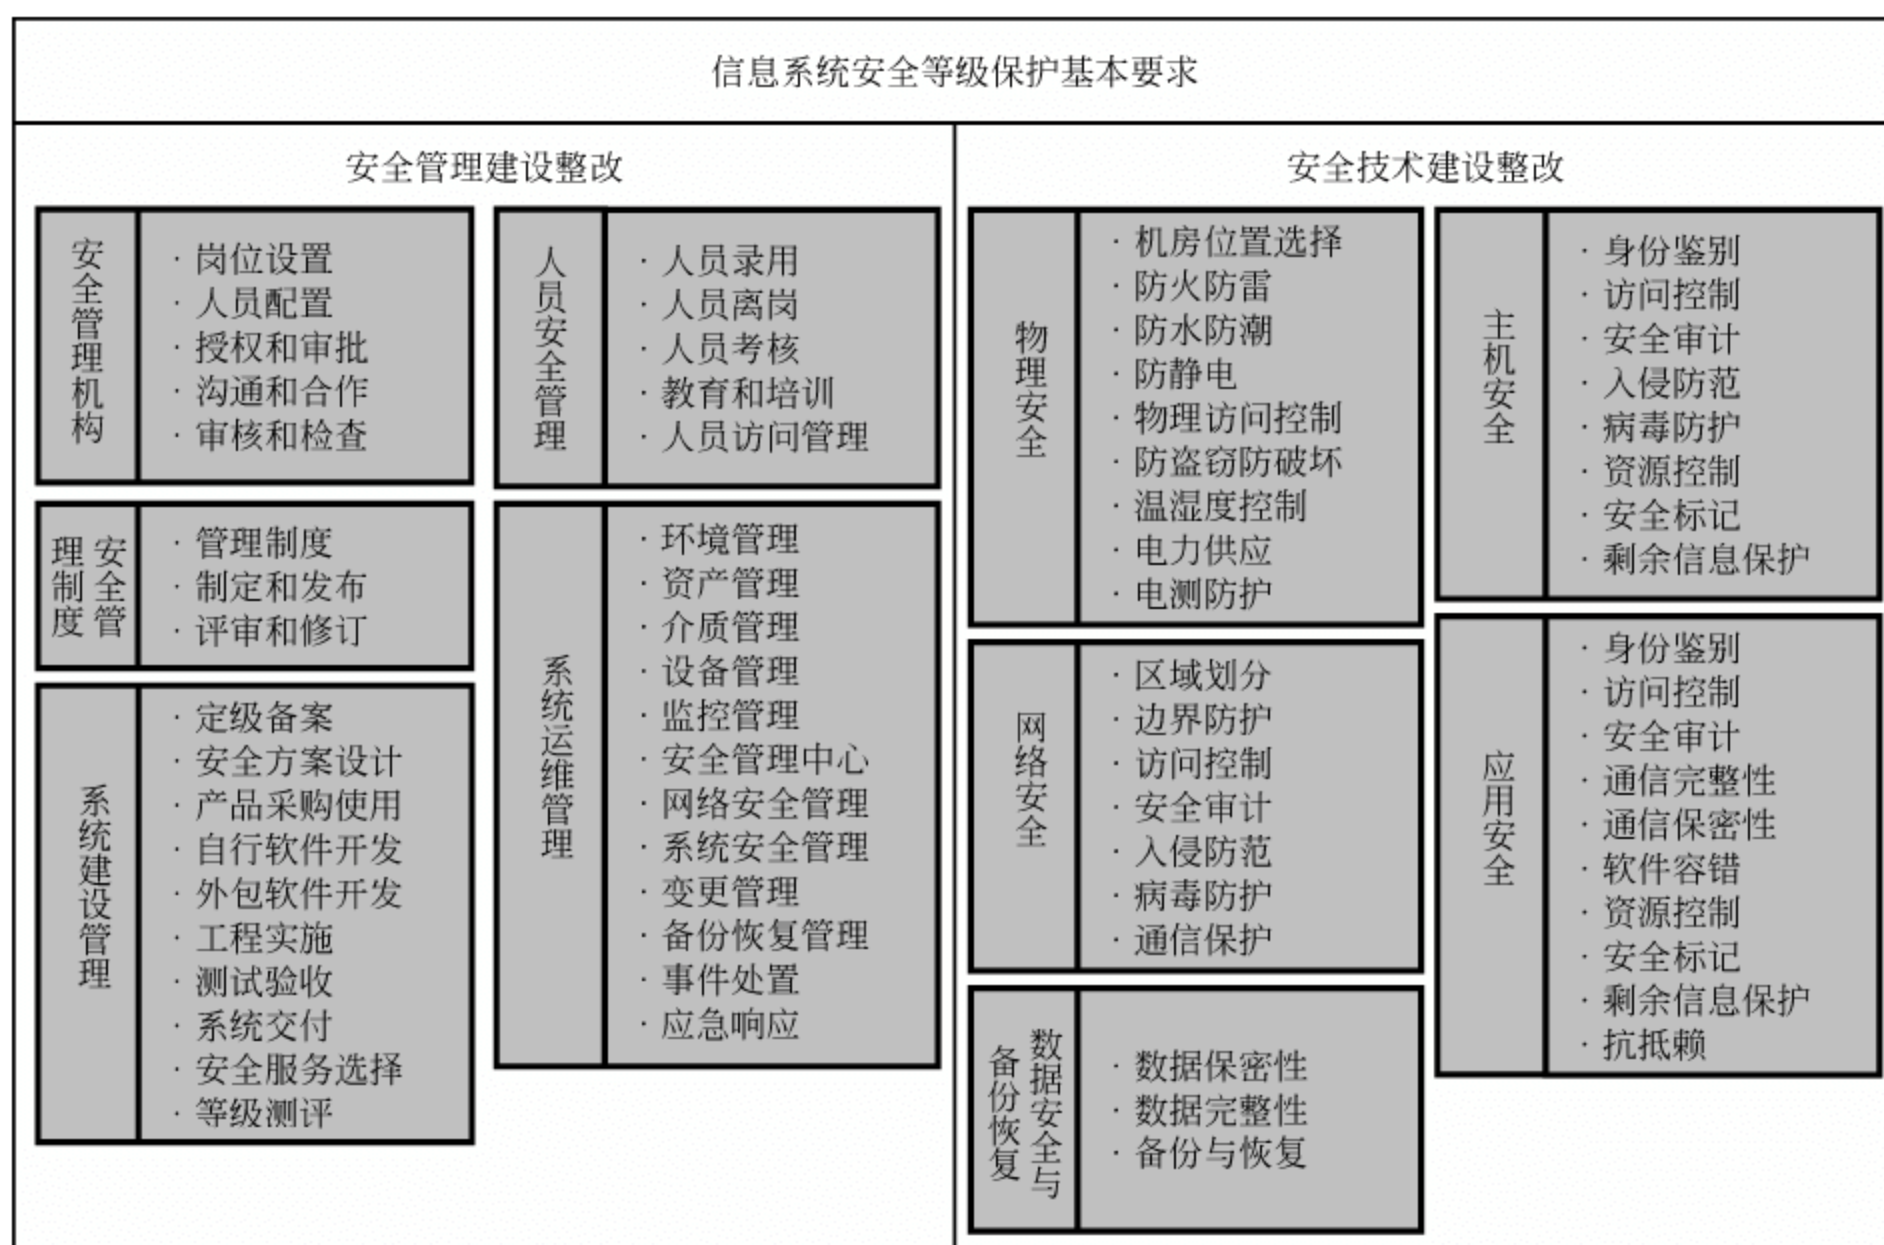 信息系统安全等级保护基本要求
安全管理建设整改
安全管理机构
· 岗位设置
· 人员配置
· 授权和审批
· 沟通和合作
· 审核和检查
安全管理制度
· 管理制度
· 制定和发布
· 评审和修订
系统建设管理
· 定级备案
· 安全方案设计
· 产品采购使用
· 自行软件开发
· 外包软件开发
· 工程实施
· 测试验收
· 系统交付
· 安全服务选择
· 等级测评
人员安全管理
· 人员录用
· 人员离岗
· 人员考核
· 教育和培训
· 人员访问管理
系统运维管理
· 环境管理
· 资产管理
· 介质管理
· 设备管理
· 监控管理
· 安全管理中心
· 网络安全管理
· 系统安全管理
· 变更管理
· 备份恢复管理
· 事件处置
· 应急响应
安全技术建设整改
物理安全
· 机房位置选择
· 防火防雷
· 防水防潮
· 防静电
· 物理访问控制
· 防盗窃防破坏
· 温湿度控制
· 电力供应
· 电测防护
网络安全
· 区域划分
· 边界防护
· 访问控制
· 安全审计
· 入侵防范
· 病毒防护
· 通信保护
数据安全与
备份恢复
· 数据保密性
· 数据完整性
· 备份与恢复
主机安全
· 身份鉴别
· 访问控制
· 安全审计
· 入侵防范
· 病毒防护
· 资源控制
· 安全标记
· 剩余信息保护
应用安全
· 身份鉴别
· 访问控制
· 安全审计
· 通信完整性
· 通信保密性
· 软件容错
· 资源控制
· 安全标记
· 剩余信息保护
· 抗抵赖